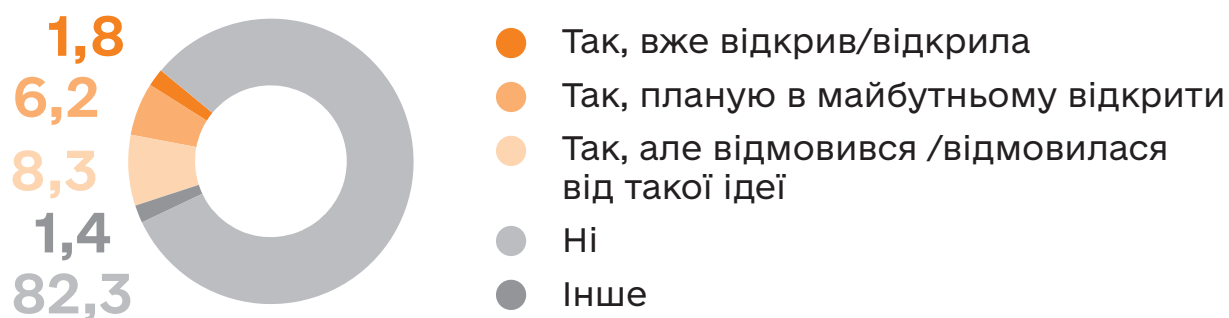 1,8
6,2
8,3
1,4
82,3
Так, вже відкрив/відкрила
Так, планую в майбутньому відкрити
Так, але відмовився /відмовилася
від такої ідеї
Ні
Інше